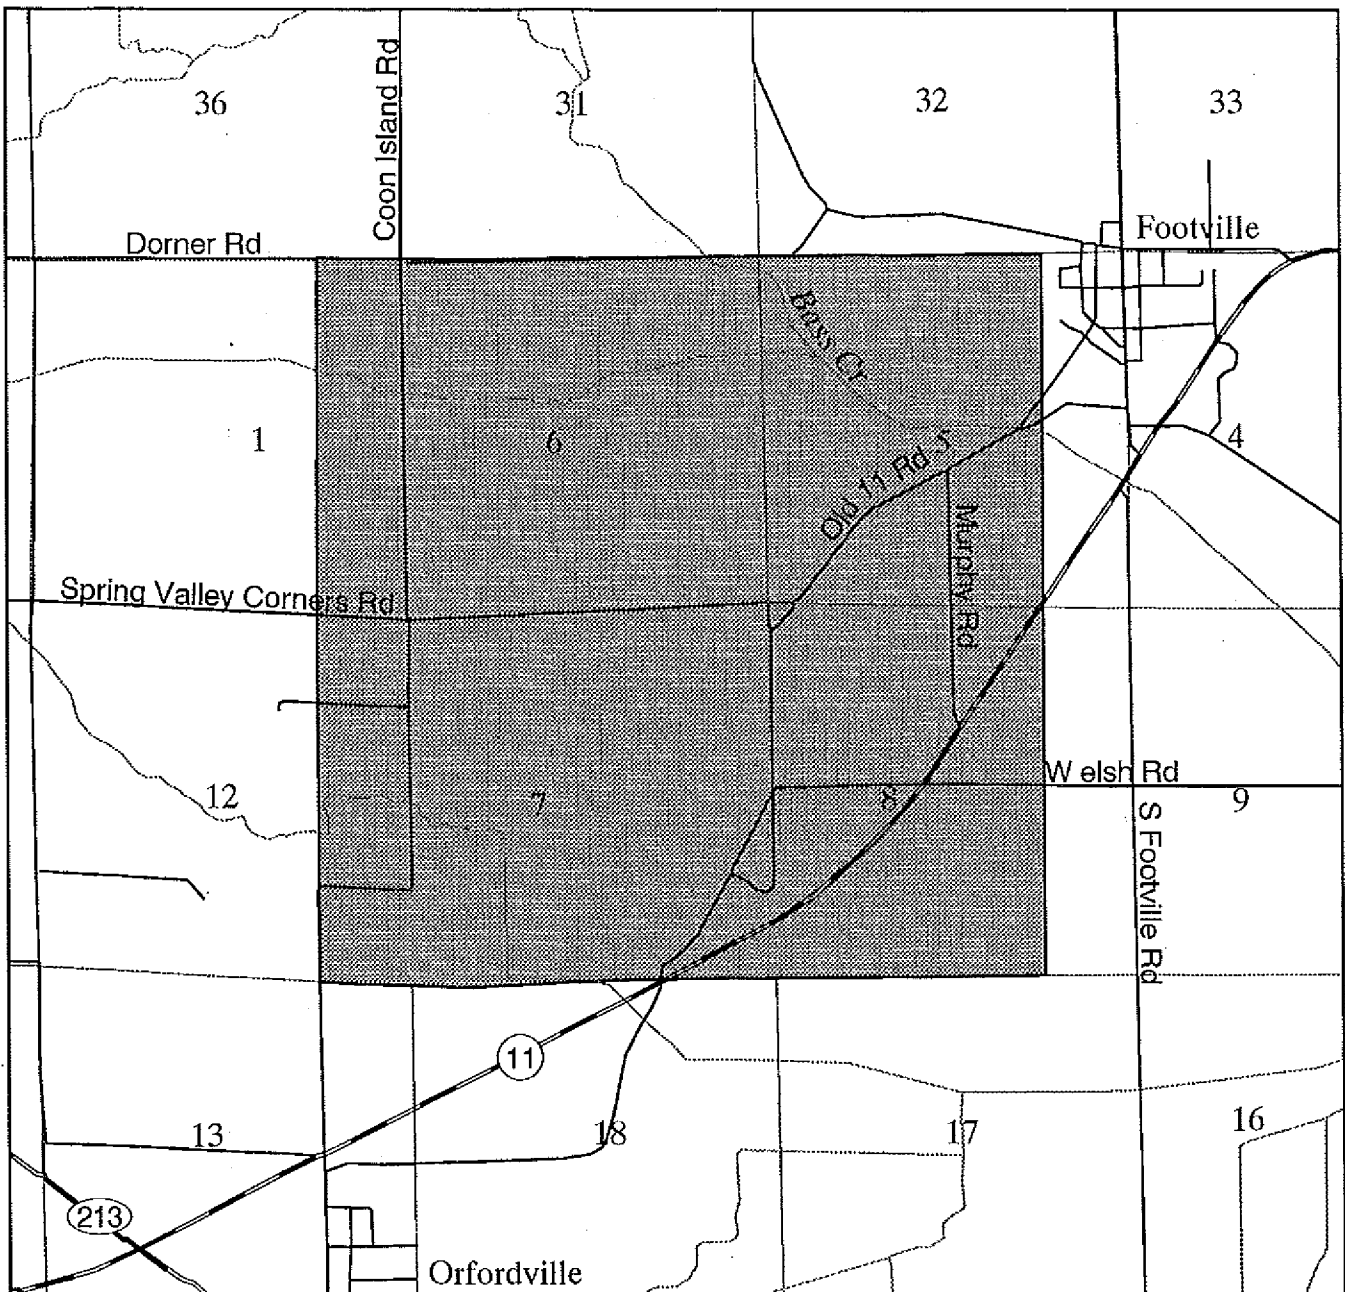 36
Coon Island Rd
31
32
33
Dorner Rd
Footville
Bass Cr
1
6
5
4
Old 11 Rd
Murphy Rd
Spring Valley Corners Rd
12
7
8
Welsh Rd
9
S Footville Rd
11
13
18
17
16
213
Orfordville